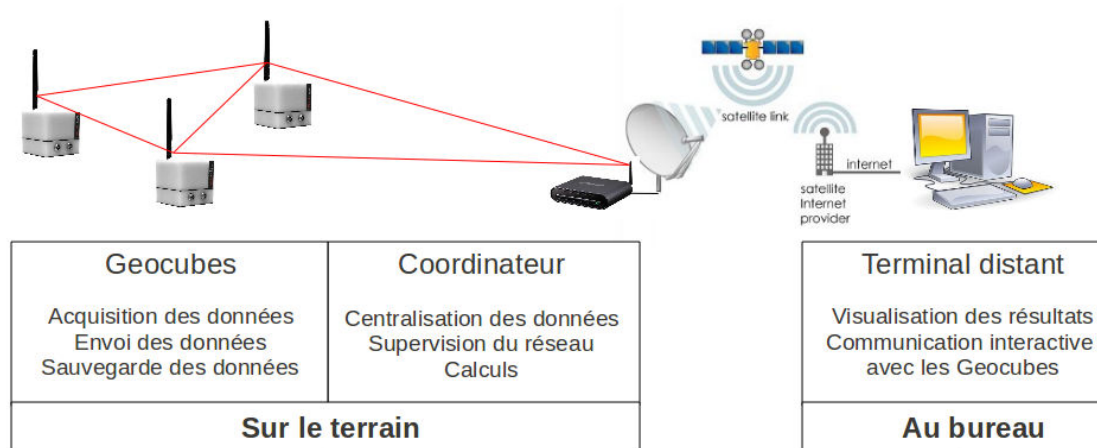 satellite link
internet
satellite
Internet
provider
Geocubes
Acquisition des données
Envoi des données
Sauvegarde des données
Coordinateur
Centralisation des données
Supervision du réseau
Calculs
Sur le terrain
Terminal distant
Visualisation des résultats
Communication interactive
avec les Geocubes
Au bureau